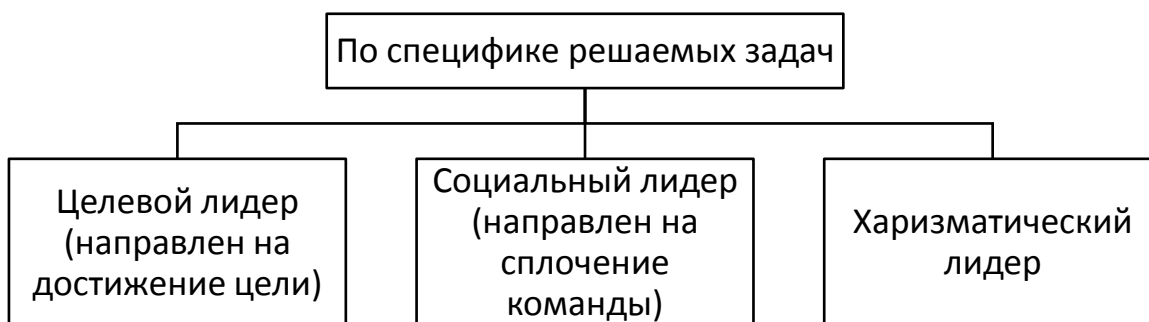 По специфике решаемых задач
Целевой лидер
(направлен на
достижение цели)
Социальный лидер
(направлен на
сплочение
команды)
Харизматический
лидер